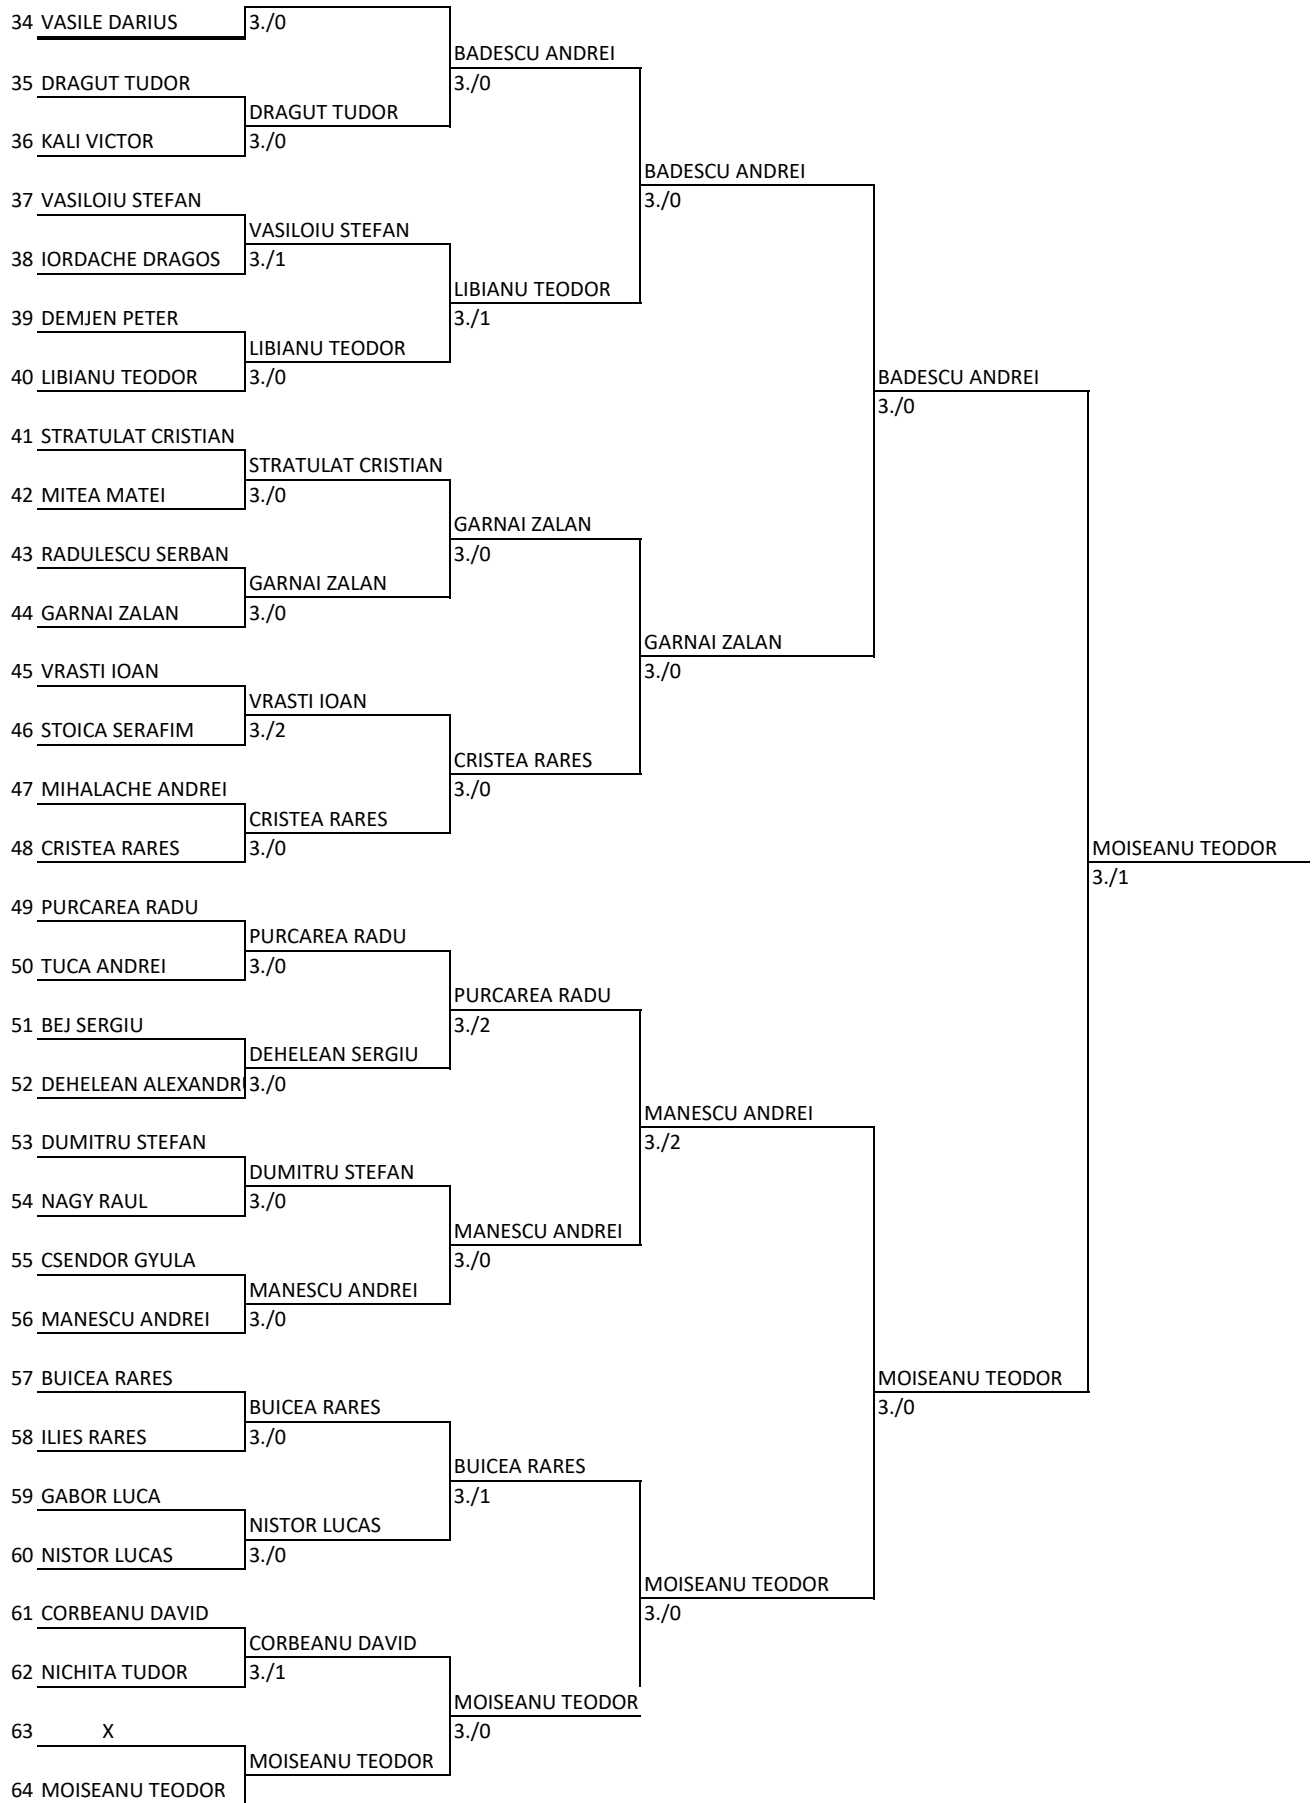 34 VASILE DARIUS 3./0
BADESCU ANDREI
35 DRAGUT TUDOR 3./0
DRAGUT TUDOR
36 KALI VICTOR 3./0
BADESCU ANDREI
37 VASILOIU STEFAN 3./0
VASILOIU STEFAN
38 IORDACHE DRAGOS 3./1
LIBIANU TEODOR
39 DEMJEN PETER 3./1
LIBIANU TEODOR
40 LIBIANU TEODOR 3./0 BADESCU ANDREI
3./0
41 STRATULAT CRISTIAN
STRATULAT CRISTIAN
42 MITEA MATEI 3./0
GARNAI ZALAN
43 RADULESCU SERBAN 3./0
GARNAI ZALAN
44 GARNAI ZALAN 3./0
GARNAI ZALAN
45 VRASTI IOAN 3./0
VRASTI IOAN
46 STOICA SERAFIM 3./2
CRISTEA RARES
47 MIHALACHE ANDREI 3./0
CRISTEA RARES
48 CRISTEA RARES 3./0 MOISEANU TEODOR
3./1
49 PURCAREA RADU
PURCAREA RADU
50 TUCA ANDREI 3./0
PURCAREA RADU
51 BEJ SERGIU 3./2
DEHELEAN SERGIU
52 DEHELEAN ALEXANDR 3./0
MANESCU ANDREI
53 DUMITRU STEFAN 3./2
DUMITRU STEFAN
54 NAGY RAUL 3./0
MANESCU ANDREI
55 CSENDOR GYULA 3./0
MANESCU ANDREI
56 MANESCU ANDREI 3./0
57 BUICEA RARES MOISEANU TEODOR
BUICEA RARES 3./0
58 ILIES RARES 3./0
BUICEA RARES
59 GABOR LUCA 3./1
NISTOR LUCAS
60 NISTOR LUCAS 3./0
MOISEANU TEODOR
61 CORBEANU DAVID 3./0
CORBEANU DAVID
62 NICHITA TUDOR 3./1
MOISEANU TEODOR
63 X 3./0
MOISEANU TEODOR
64 MOISEANU TEODOR